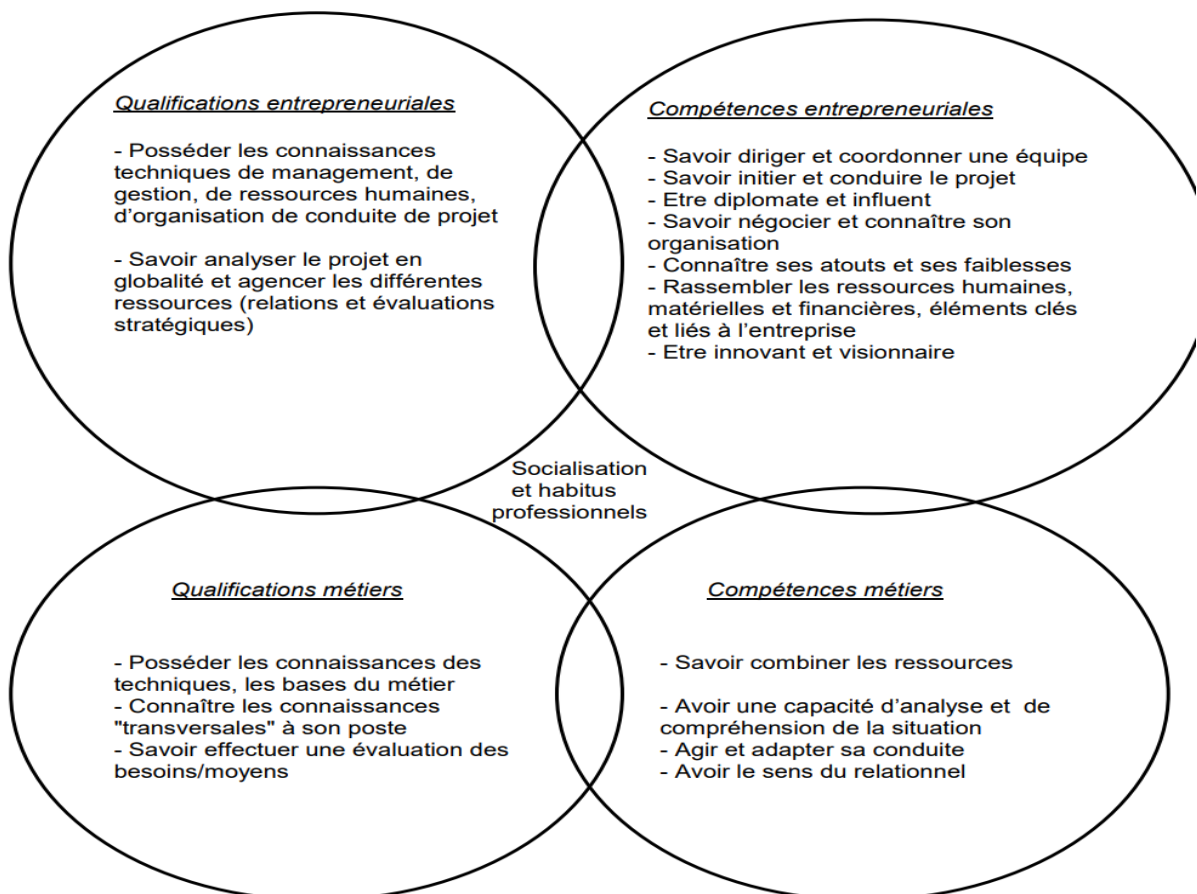 Qualifications entrepreneuriales
- Posséder les connaissances
techniques de management, de
gestion, de ressources humaines,
d’organisation de conduite de projet
- Savoir analyser le projet en
globalité et agencer les différentes
ressources (relations et évaluations
stratégiques)
Compétences entrepreneuriales
- Savoir diriger et coordonner une équipe
- Savoir initier et conduire le projet
- Etre diplomate et influent
- Savoir négocier et connaître son
organisation
- Connaître ses atouts et ses faiblesses
- Rassembler les ressources humaines,
matérielles et financières, éléments clés
et liés à l’entreprise
- Etre innovant et visionnaire
Socialisation
et habitus
professionnels
Qualifications métiers
- Posséder les connaissances des
techniques, les bases du métier
- Connaître les connaissances
"transversales" à son poste
- Savoir effectuer une évaluation des
besoins/moyens
Compétences métiers
- Savoir combiner les ressources
- Avoir une capacité d’analyse et de
compréhension de la situation
- Agir et adapter sa conduite
- Avoir le sens du relationnel